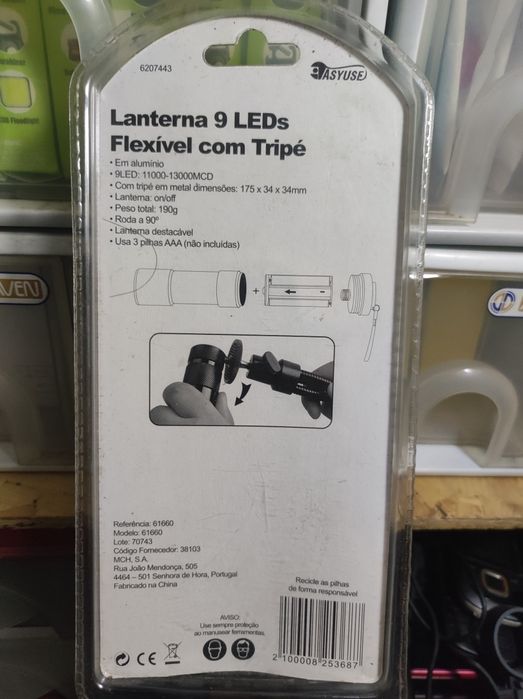 6207443
EASYUSE
Lanterna 9 LEDs
Flexível com Tripé
• Em alumínio
• 9LED: 11000-13000MCD
• Com tripé em metal dimensões: 175 x 34 x 34mm
• Lanterna: on/off
• Peso total: 190g
• Roda a 90º
• Lanterna destacável
• Usa 3 pilhas AAA (não incluídas)
VEN
+
Referência: 61660
Modelo: 61660
Lote: 70743
Código Fornecedor: 38103
MCH, S.A.
Rua João Mendonça, 505
4464 – 501 Senhora de Hora, Portugal
Fabricado na China
Recicle as pilhas
de forma responsável
AVISO:
Use sempre proteção
ao manusear ferramentas.
CE
2 100008 253687